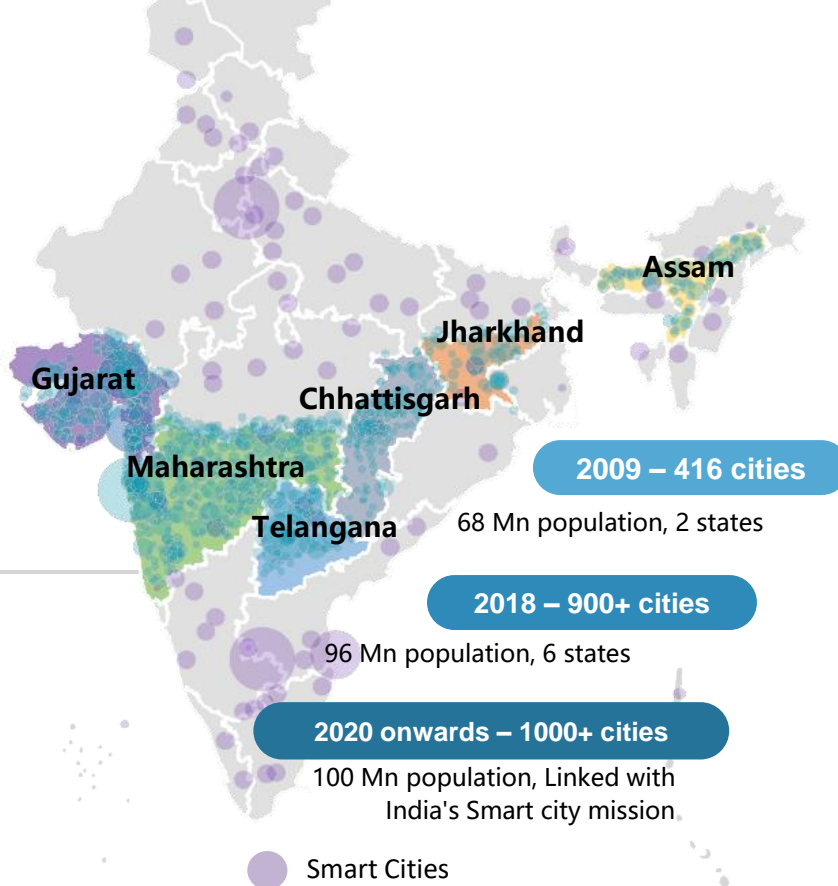 Assam
Jharkhand
Gujarat
Chhattisgarh
Maharashtra
2009 – 416 cities
Telangana
68 Mn population, 2 states
2018 – 900+ cities
96 Mn population, 6 states
2020 onwards – 1000+ cities
100 Mn population, Linked with
India's Smart city mission
Smart Cities